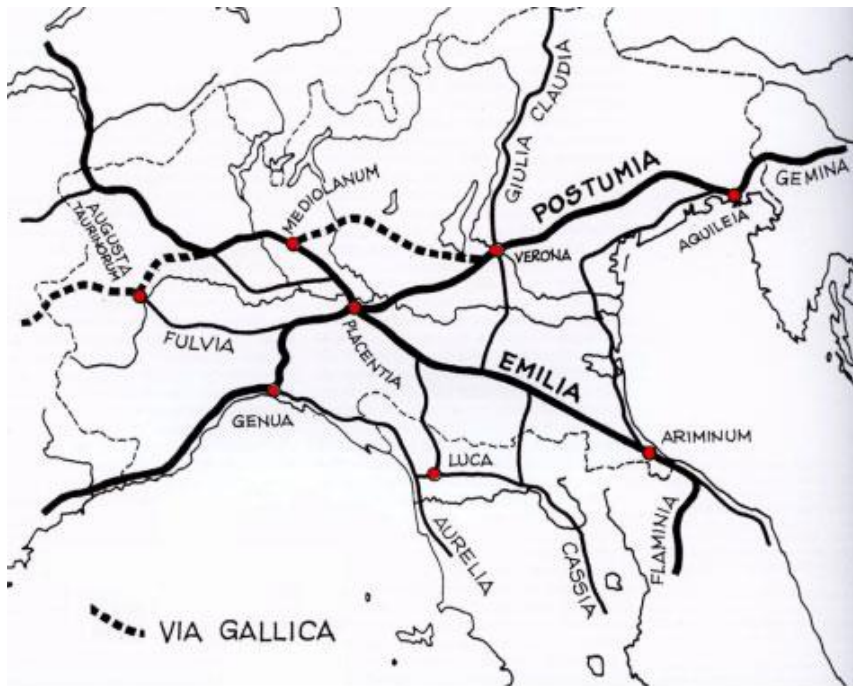 GIULIA CLAUDIA
POSTUMIA
GEMINA
MEDIOLANUM
AUGUSTA
TAURINORUM
VERONA
AQUILEIA
FULVIA
PLACENTIA
EMILIA
GENUA
LUCA
ARIMINUM
AURELIA
CASSIA
FLAMINIA
VIA GALLICA